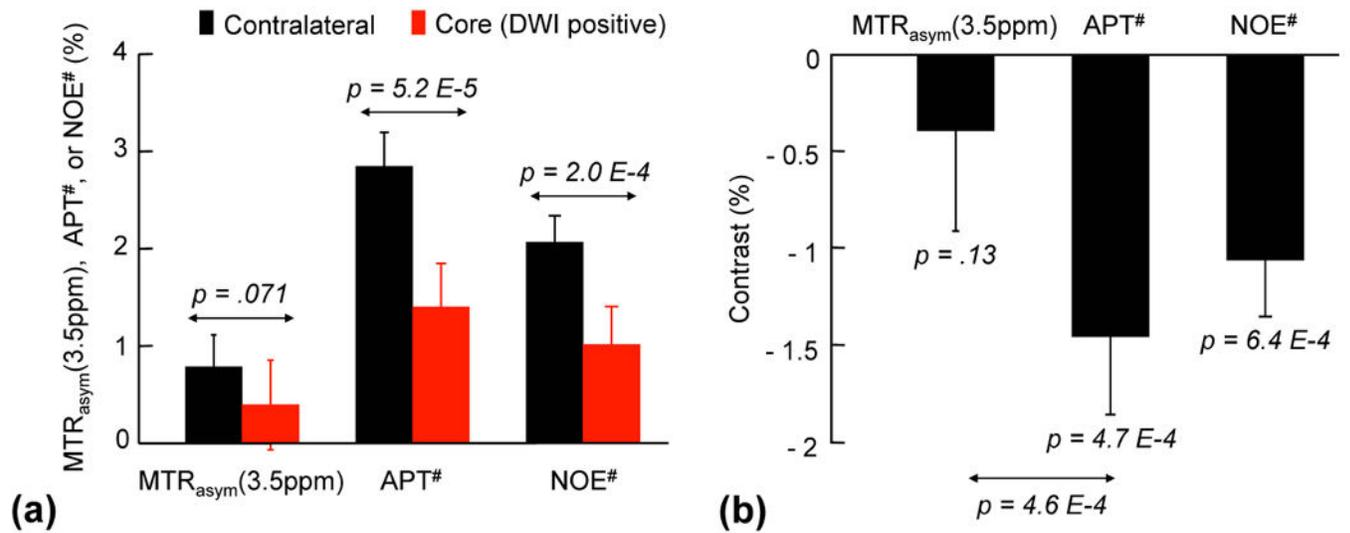 Contralateral Core (DWI positive)
MTRasym(3.5ppm), APT#, or NOE# (%)
4
3
2
1
0
p = .071
p = 5.2 E-5
p = 2.0 E-4
MTRasym(3.5ppm) APT# NOE#
(a)
MTRasym(3.5ppm) APT# NOE#
Contrast (%)
0
- 0.5
- 1
- 1.5
- 2
p = .13
p = 4.7 E-4
p = 6.4 E-4
p = 4.6 E-4
(b)